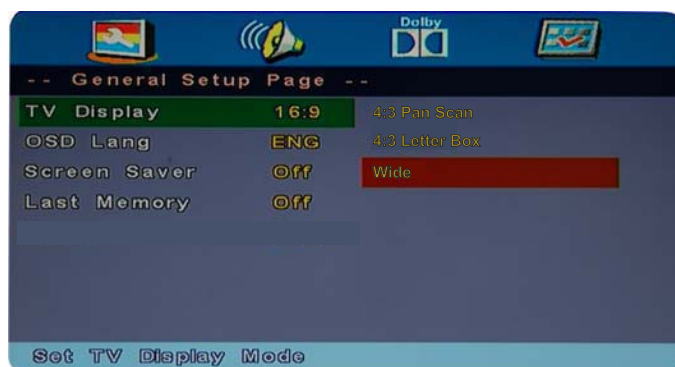 Dolby
-- General Setup Page --
TV Display 16:9 4:3 Pan Scan
OSD Lang ENG 4:3 Letter Box
Screen Saver Off Wide
Last Memory Off
Set TV Display Mode